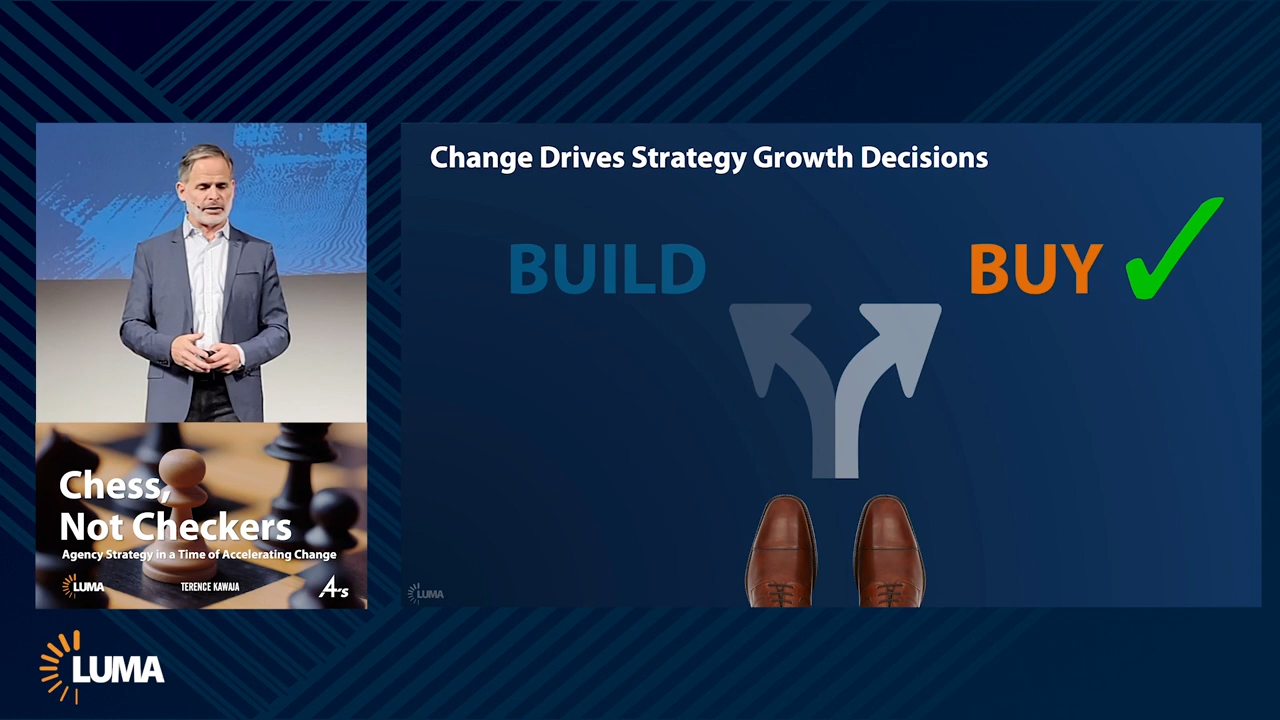 Change Drives Strategy Growth Decisions
BUILD
BUY
LUMA
Chess,
Not Checkers
Agency Strategy in a Time of Accelerating Change
LUMA
TERENCE KAWAJA
4As
LUMA